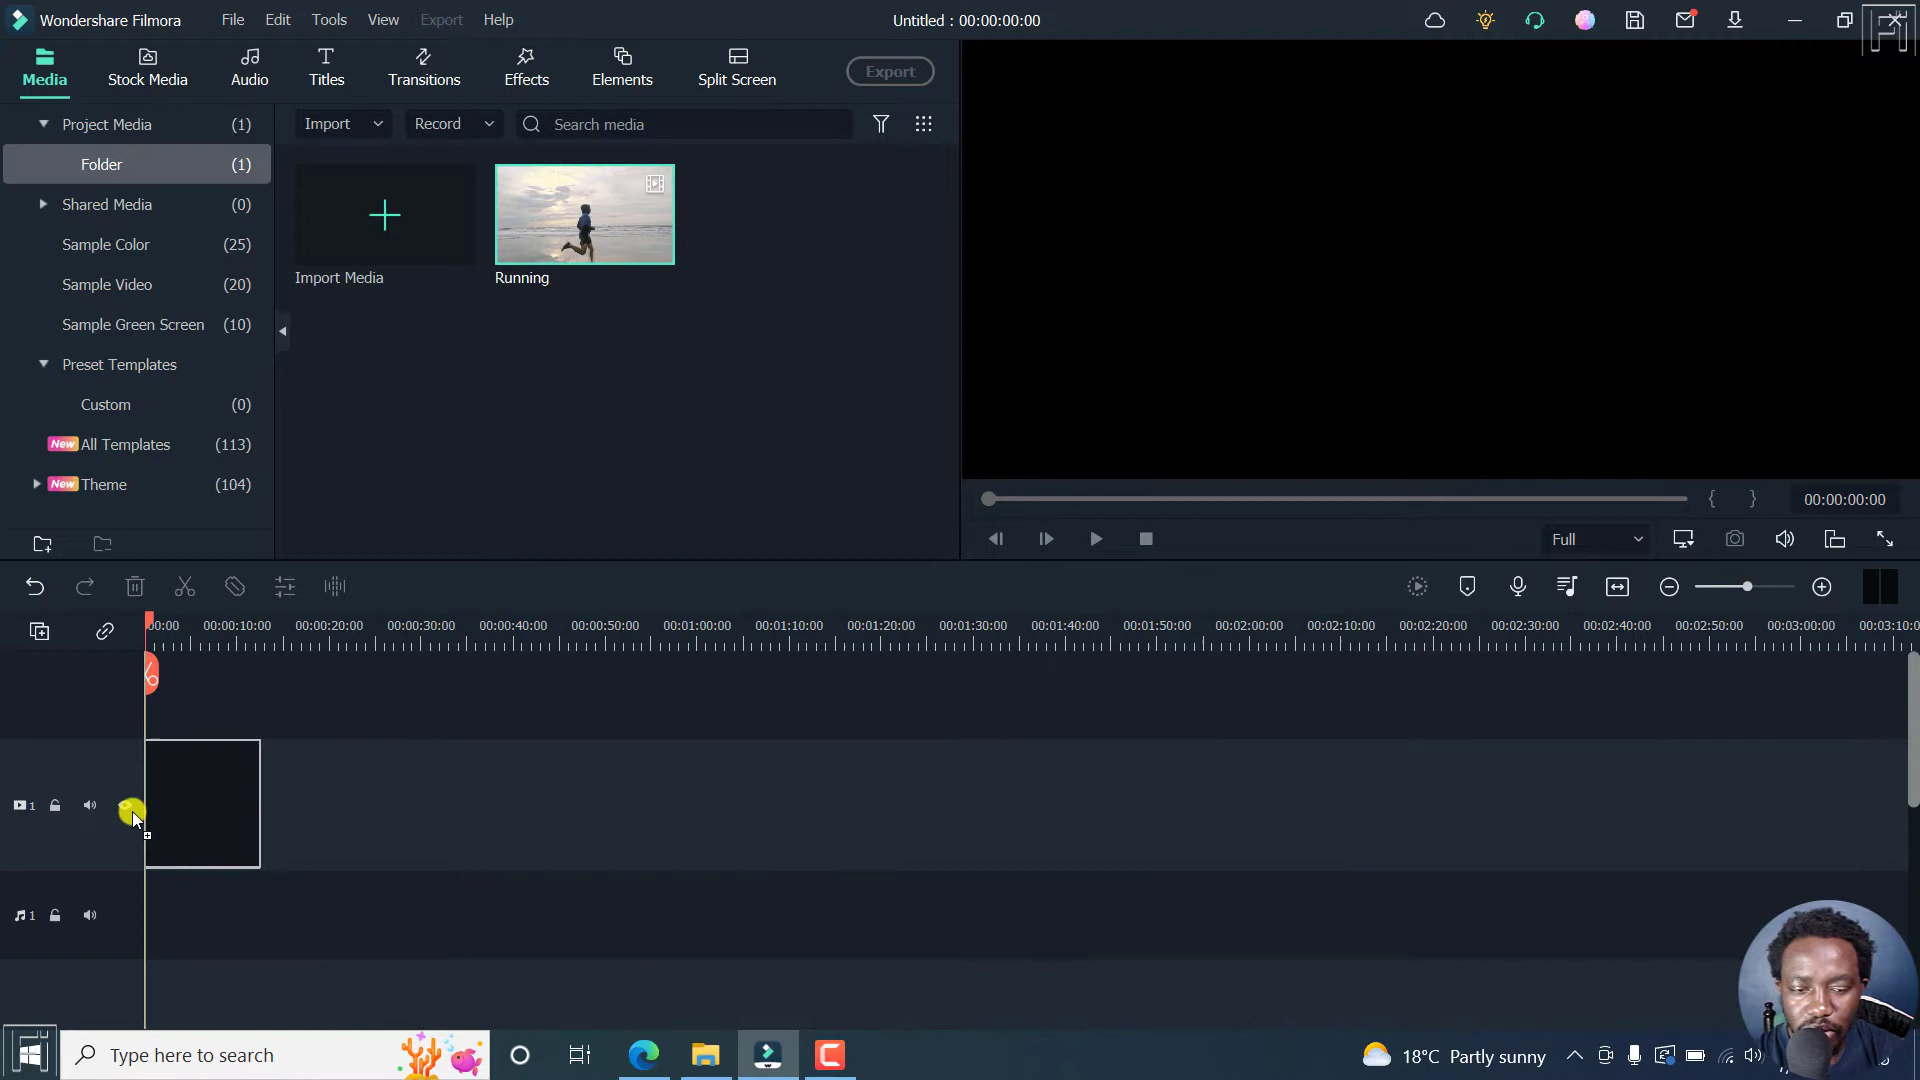 Wondershare Filmora File Edit Tools View Export Help Untitled : 00:00:00:00
Media Stock Media Audio Titles Transitions Effects Elements Split Screen Export
Project Media (1) Import Record Search media
Folder (1)
Shared Media (0)
Sample Color (25)
Import Media Running
Sample Video (20)
Sample Green Screen (10)
Preset Templates
Custom (0)
New All Templates (113)
New Theme (104)
{ } 00:00:00:00
Full
00:00 00:00:10:00 00:00:20:00 00:00:30:00 00:00:40:00 00:00:50:00 00:01:00:00 00:01:10:00 00:01:20:00 00:01:30:00 00:01:40:00 00:01:50:00 00:02:00:00 00:02:10:00 00:02:20:00 00:02:30:00 00:02:40:00 00:02:50:00 00:03:00:00 00:03:10:0
1
1
Type here to search 18°C Partly sunny